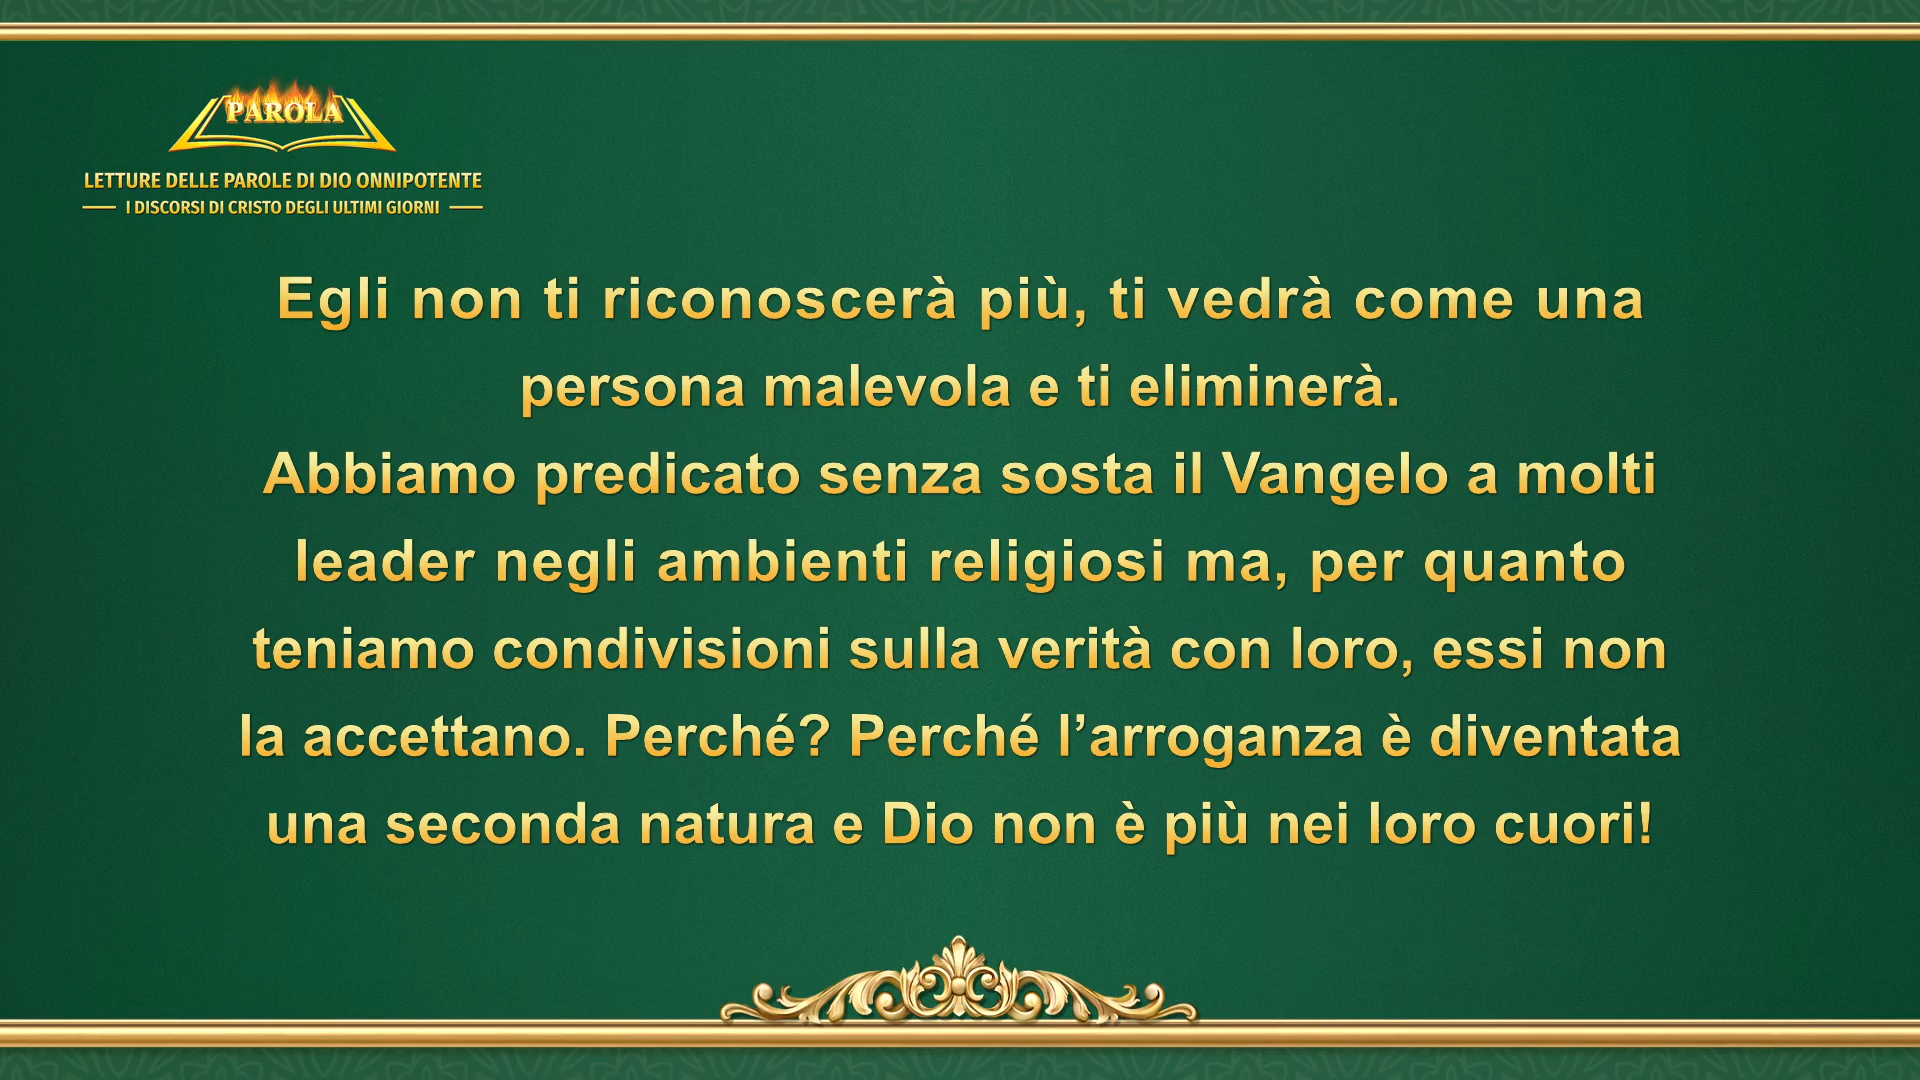 PAROLA
LETTURE DELLE PAROLE DI DIO ONNIPOTENTE
I DISCORSI DI CRISTO DEGLI ULTIMI GIORNI
Egli non ti riconoscerà più, ti vedrà come una
persona malevola e ti eliminerà.
Abbiamo predicato senza sosta il Vangelo a molti
leader negli ambienti religiosi ma, per quanto
teniamo condivisioni sulla verità con loro, essi non
la accettano. Perché? Perché l’arroganza è diventata
una seconda natura e Dio non è più nei loro cuori!